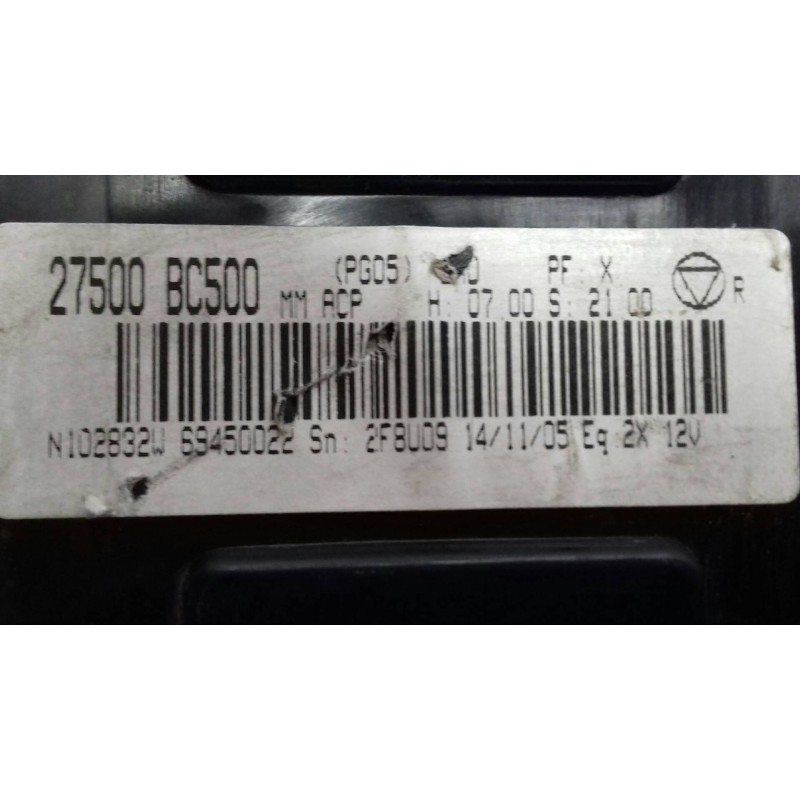 27500 BC500 (PG05) PF: X
MM ACP H: 07.00 S: 21.00 R
N102832W 69450022 Sn: 2F8U09 14/11/05 Eq 2X 12V